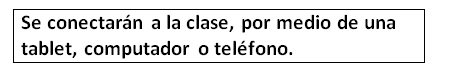 Se conectarán a la clase, por medio de una
tablet, computador o teléfono.